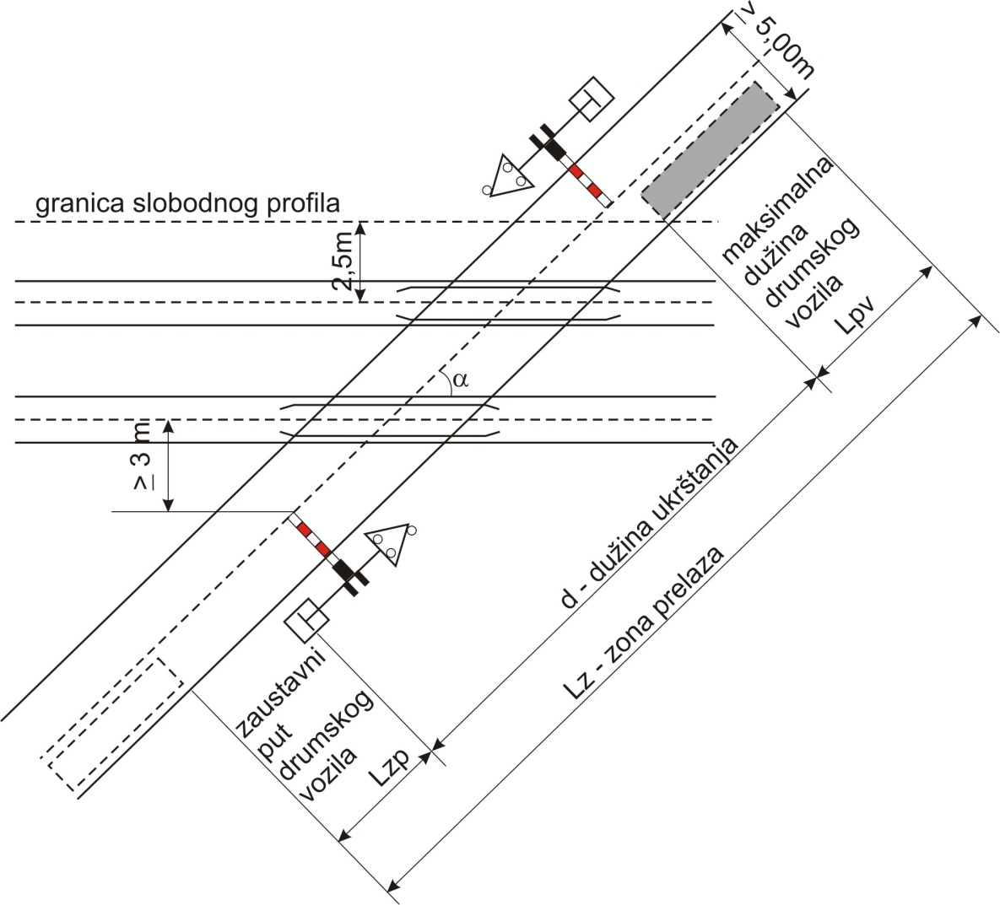 ≥ 5,00m
granica slobodnog profila
2,5m
maksimalna
dužina
drumskog
vozila
Lpv
α
≥ 3 m
d - dužina ukrštanja
Lz - zona prelaza
zaustavni
put
drumskog
vozila
Lzp